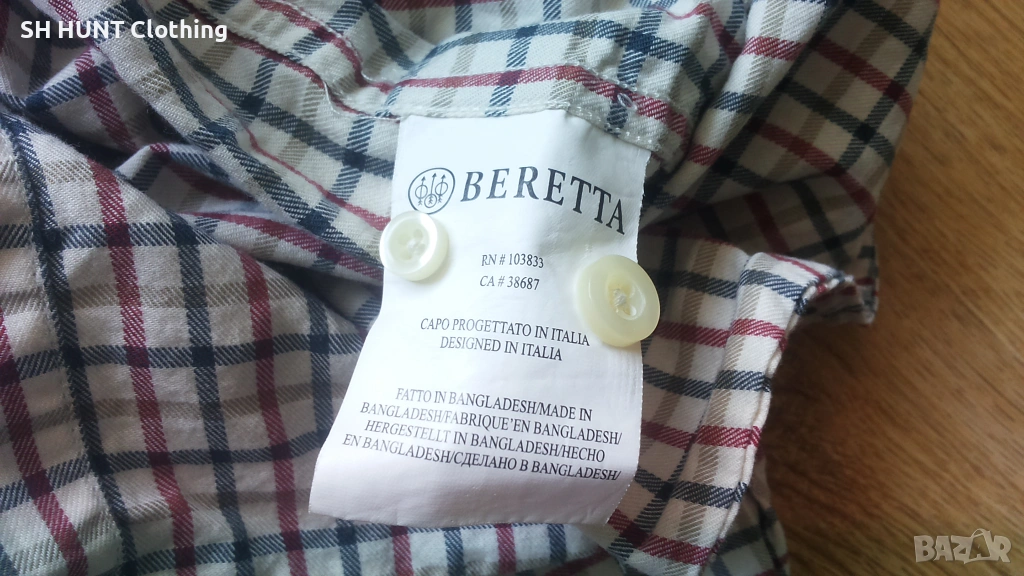 SH HUNT Clothing
BERETTA
RN # 103833
CA # 38687
CAPO PROGETTATO IN ITALIA
DESIGNED IN ITALIA
FATTO IN BANGLADESH/MADE IN
BANGLADESH/FABRIQUE'EN BANGLADESH/
HERGESTELLT IN BANGLADESH/HECHO
EN BANGLADESH/СДЕЛАНО В BANGLADESH/
BAZAR